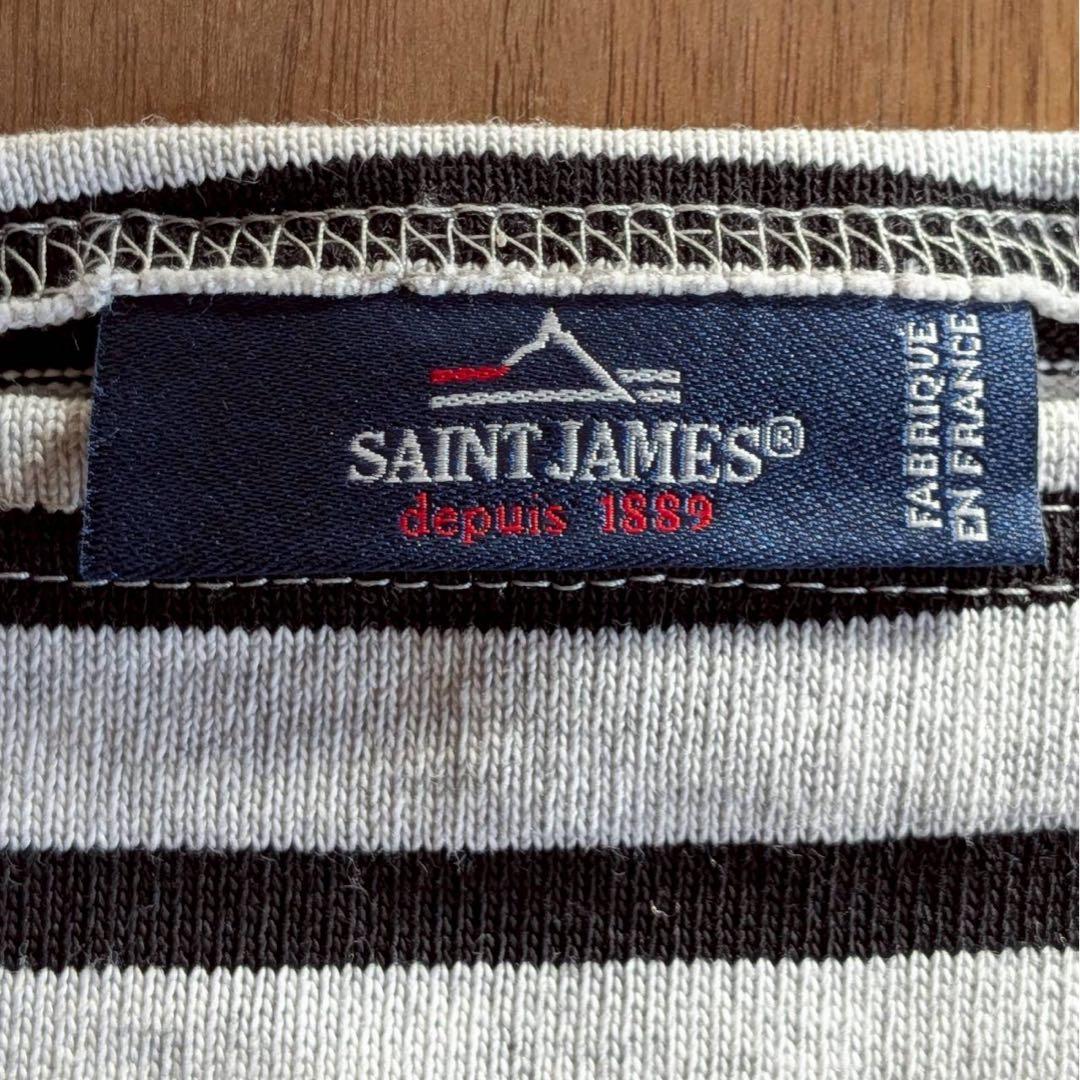 SAINT JAMES®
depuis 1889
FABRIQUÉ
EN FRANCE